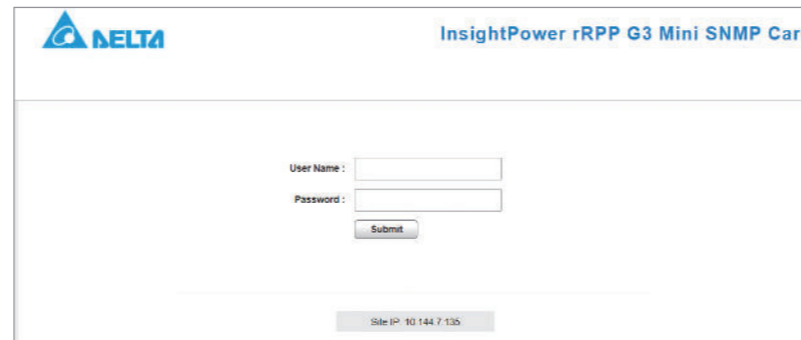 DELTA
InsightPower rRPP G3 Mini SNMP Car
User Name :
Password :
Submit
Site IP 10.144.7.135